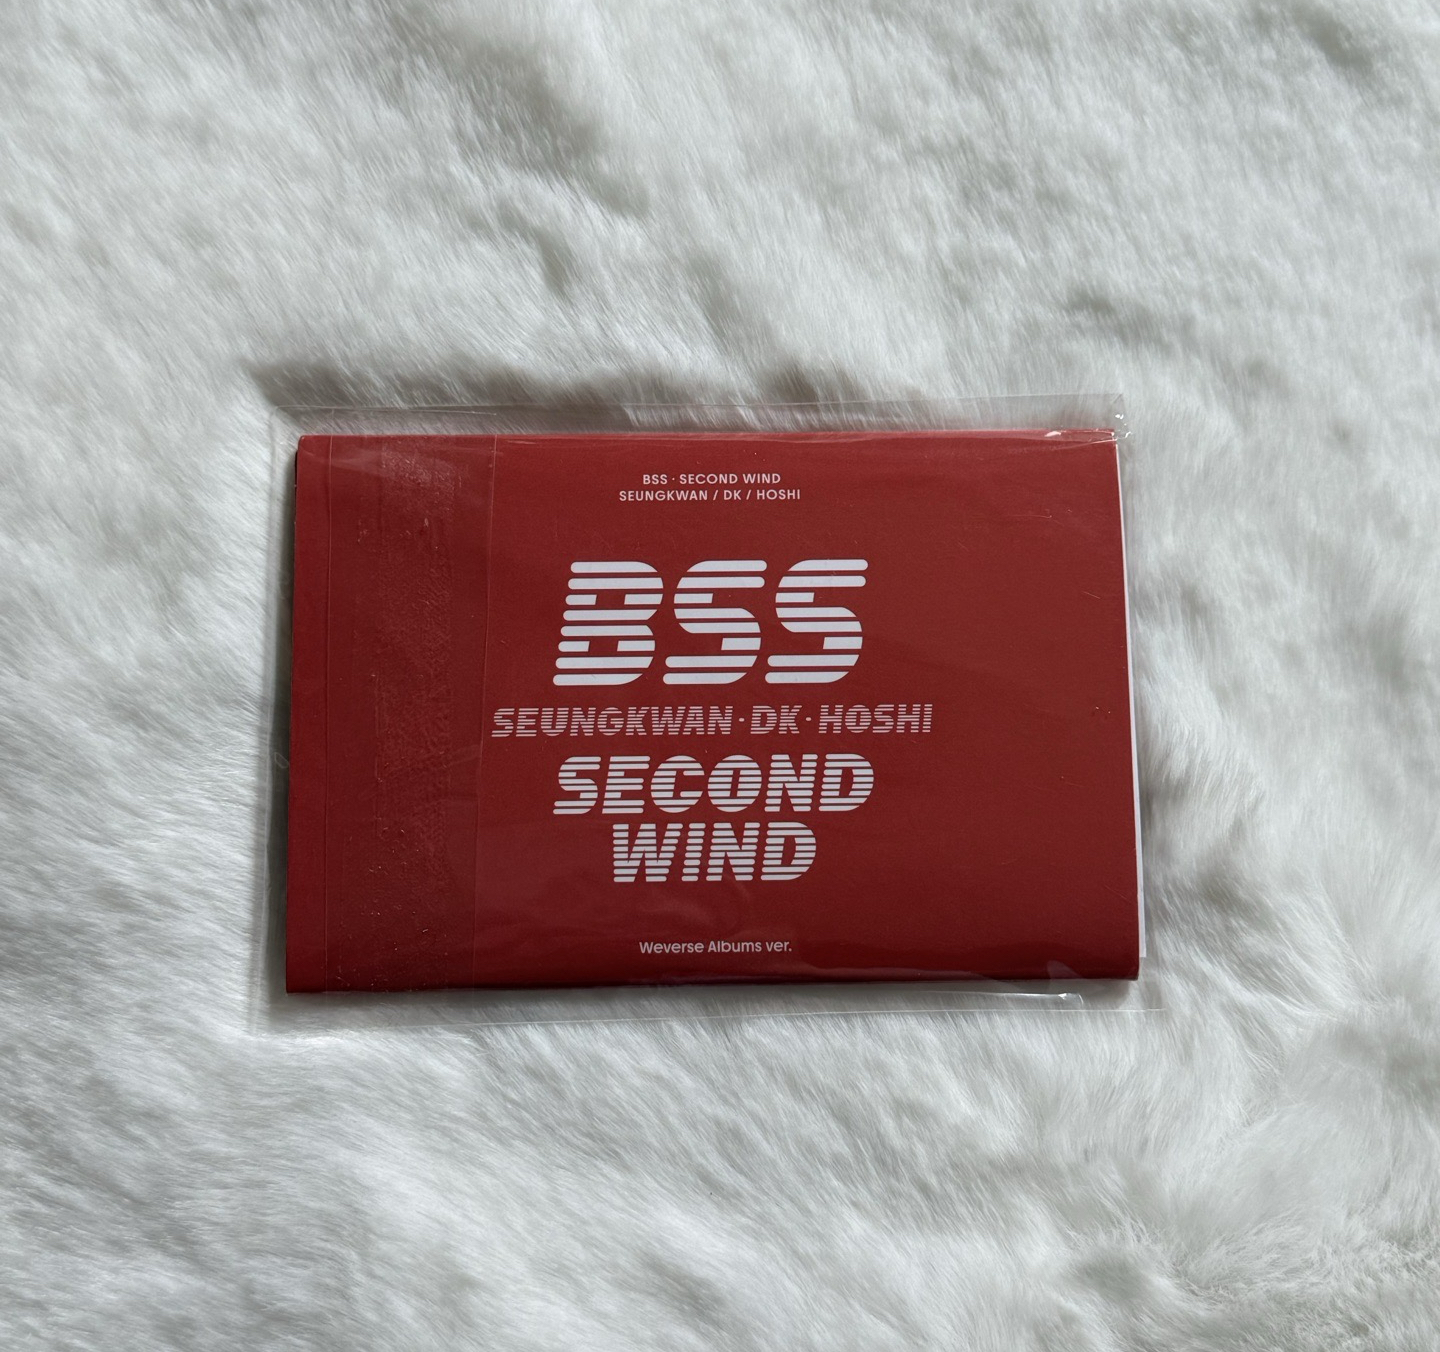 BSS · SECOND WIND
SEUNGKWAN / DK / HOSHI
BSS
SEUNGKWAN · DK · HOSHI
SECOND
WIND
Weverse Albums ver.